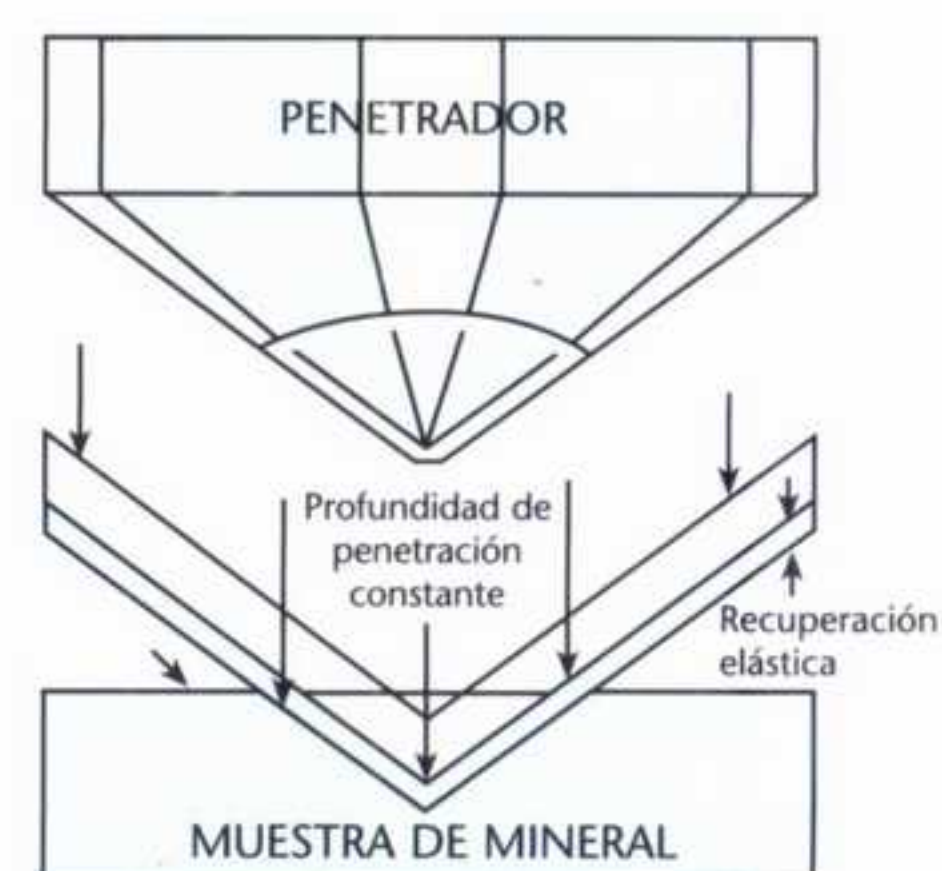 PENETRADOR
Profundidad de
penetración
constante
Recuperación
elástica
MUESTRA DE MINERAL